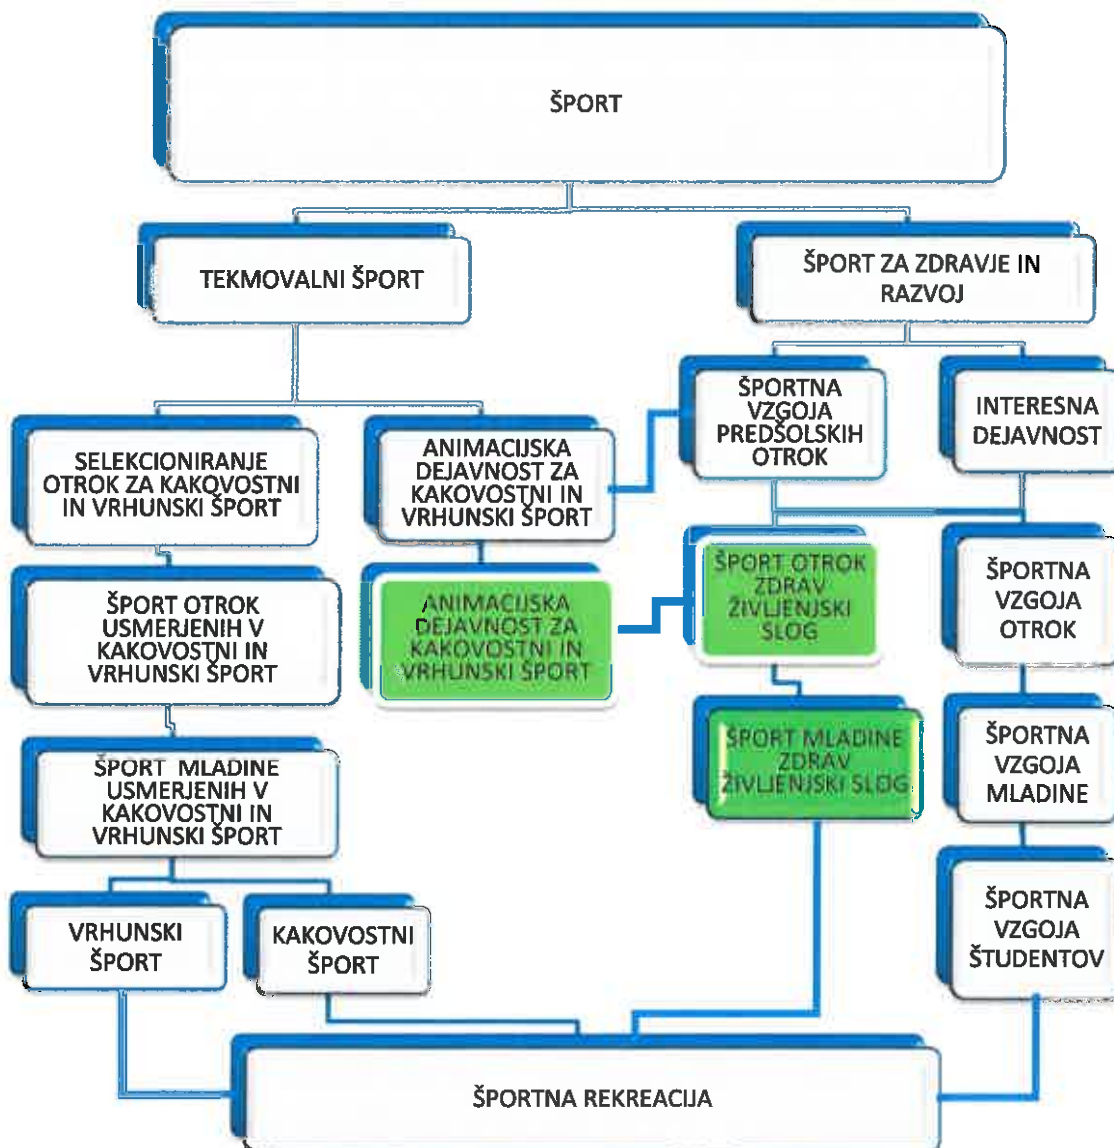 ŠPORT
TEKMOVALNI ŠPORT
ŠPORT ZA ZDRAVJE IN
RAZVOJ
SELEKCIONIRANJE
OTROK ZA KAKOVOSTNI
IN VRHUNSKI ŠPORT
ANIMACIJSKA
DEJAVNOST ZA
KAKOVOSTNI IN
VRHUNSKI ŠPORT
ŠPORTNA
VZGOJA
PREDŠOLSKIH
OTROK
INTERESNA
DEJAVNOST
ŠPORT OTROK
USMERJENIH V
KAKOVOSTNI IN
VRHUNSKI ŠPORT
ANIMACIJSKA
DEJAVNOST ZA
KAKOVOSTNI IN
VRHUNSKI ŠPORT
ŠPORT OTROK
ZDRAV
ŽIVLJENJSKI
SLOG
ŠPORTNA
VZGOJA
OTROK
ŠPORT MLADINE
USMERJENIH V
KAKOVOSTNI IN
VRHUNSKI ŠPORT
ŠPORT MLADINE
ZDRAV
ŽIVLJENJSKI SLOG
ŠPORTNA
VZGOJA
MLADINE
VRHUNSKI
ŠPORT
KAKOVOSTNI
ŠPORT
ŠPORTNA
VZGOJA
ŠTUDENTOV
ŠPORTNA REKREACIJA